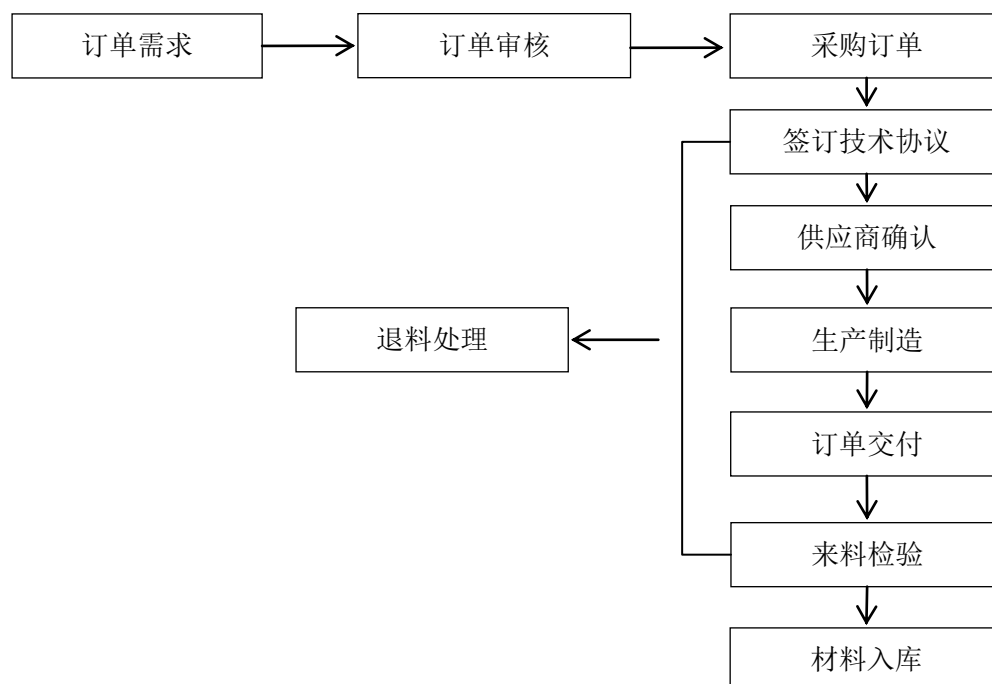 订单需求
订单审核
采购订单
签订技术协议
供应商确认
退料处理
生产制造
订单交付
来料检验
材料入库